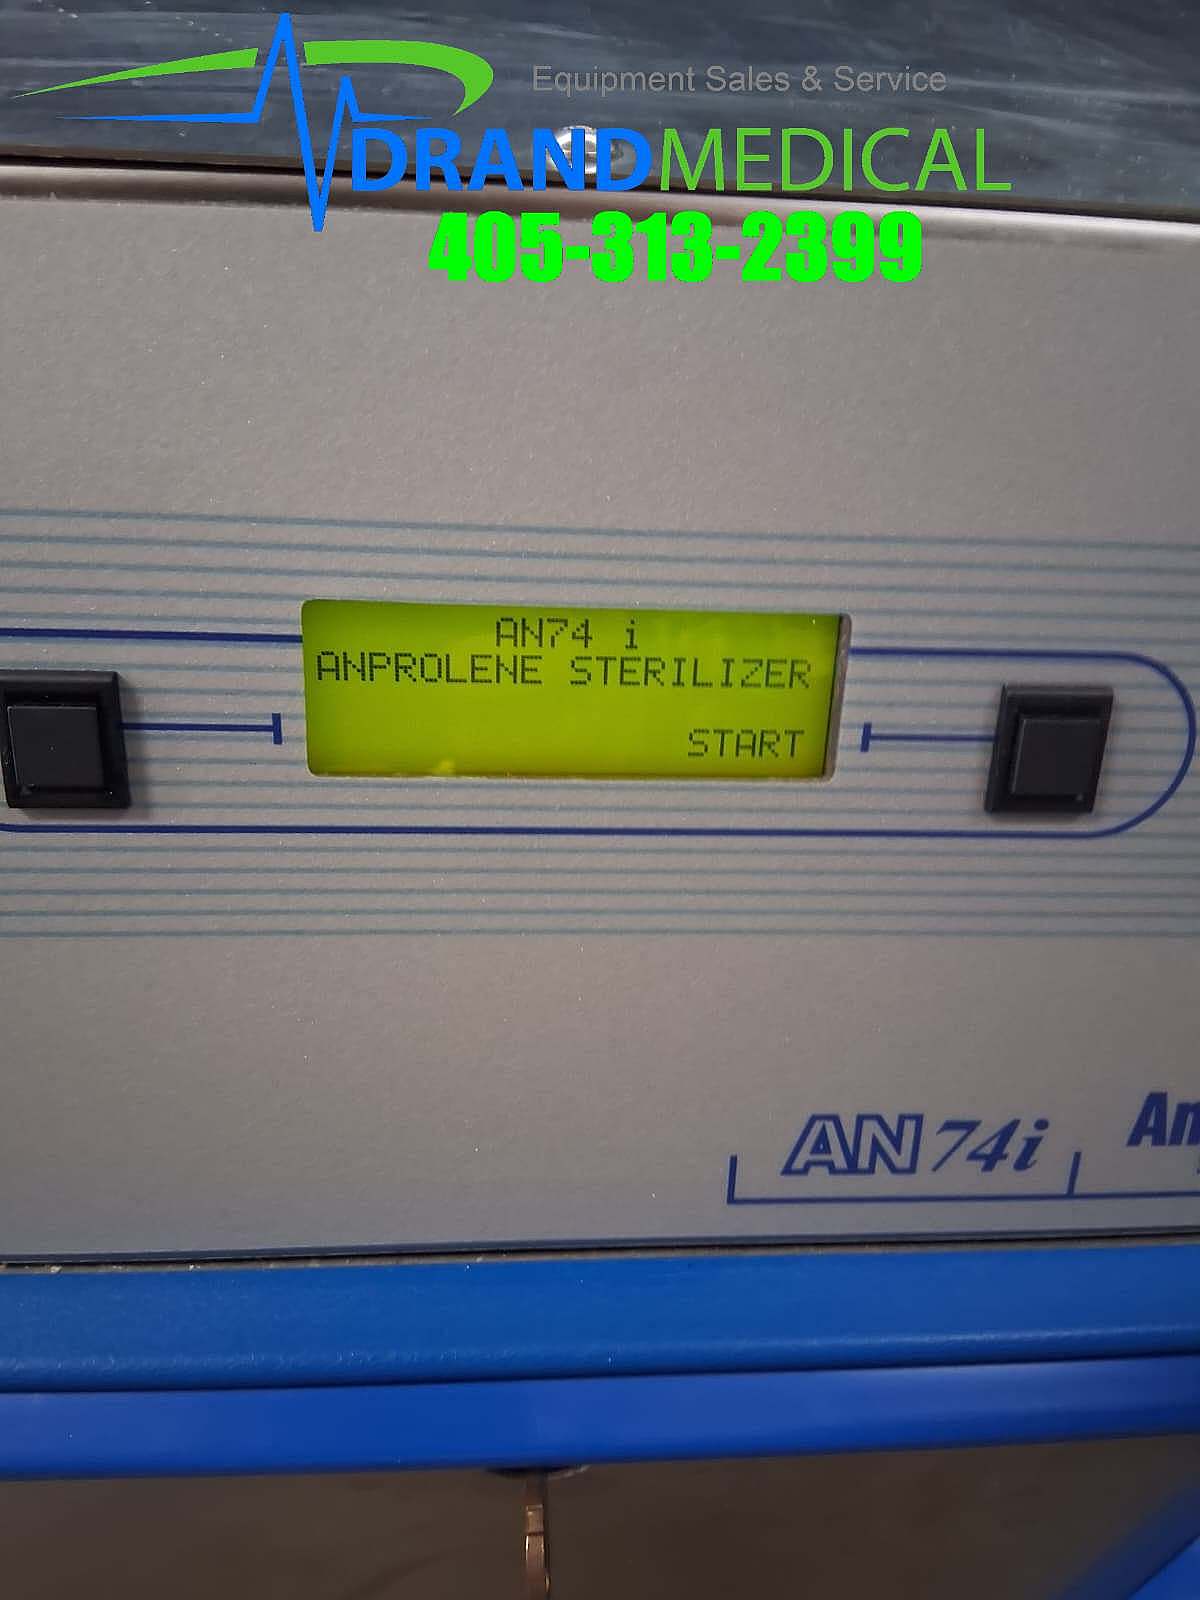 Equipment Sales & Service
DRANDMEDICAL
405-313-2399
AN74 i
ANPROLENE STERILIZER
START
AN74i